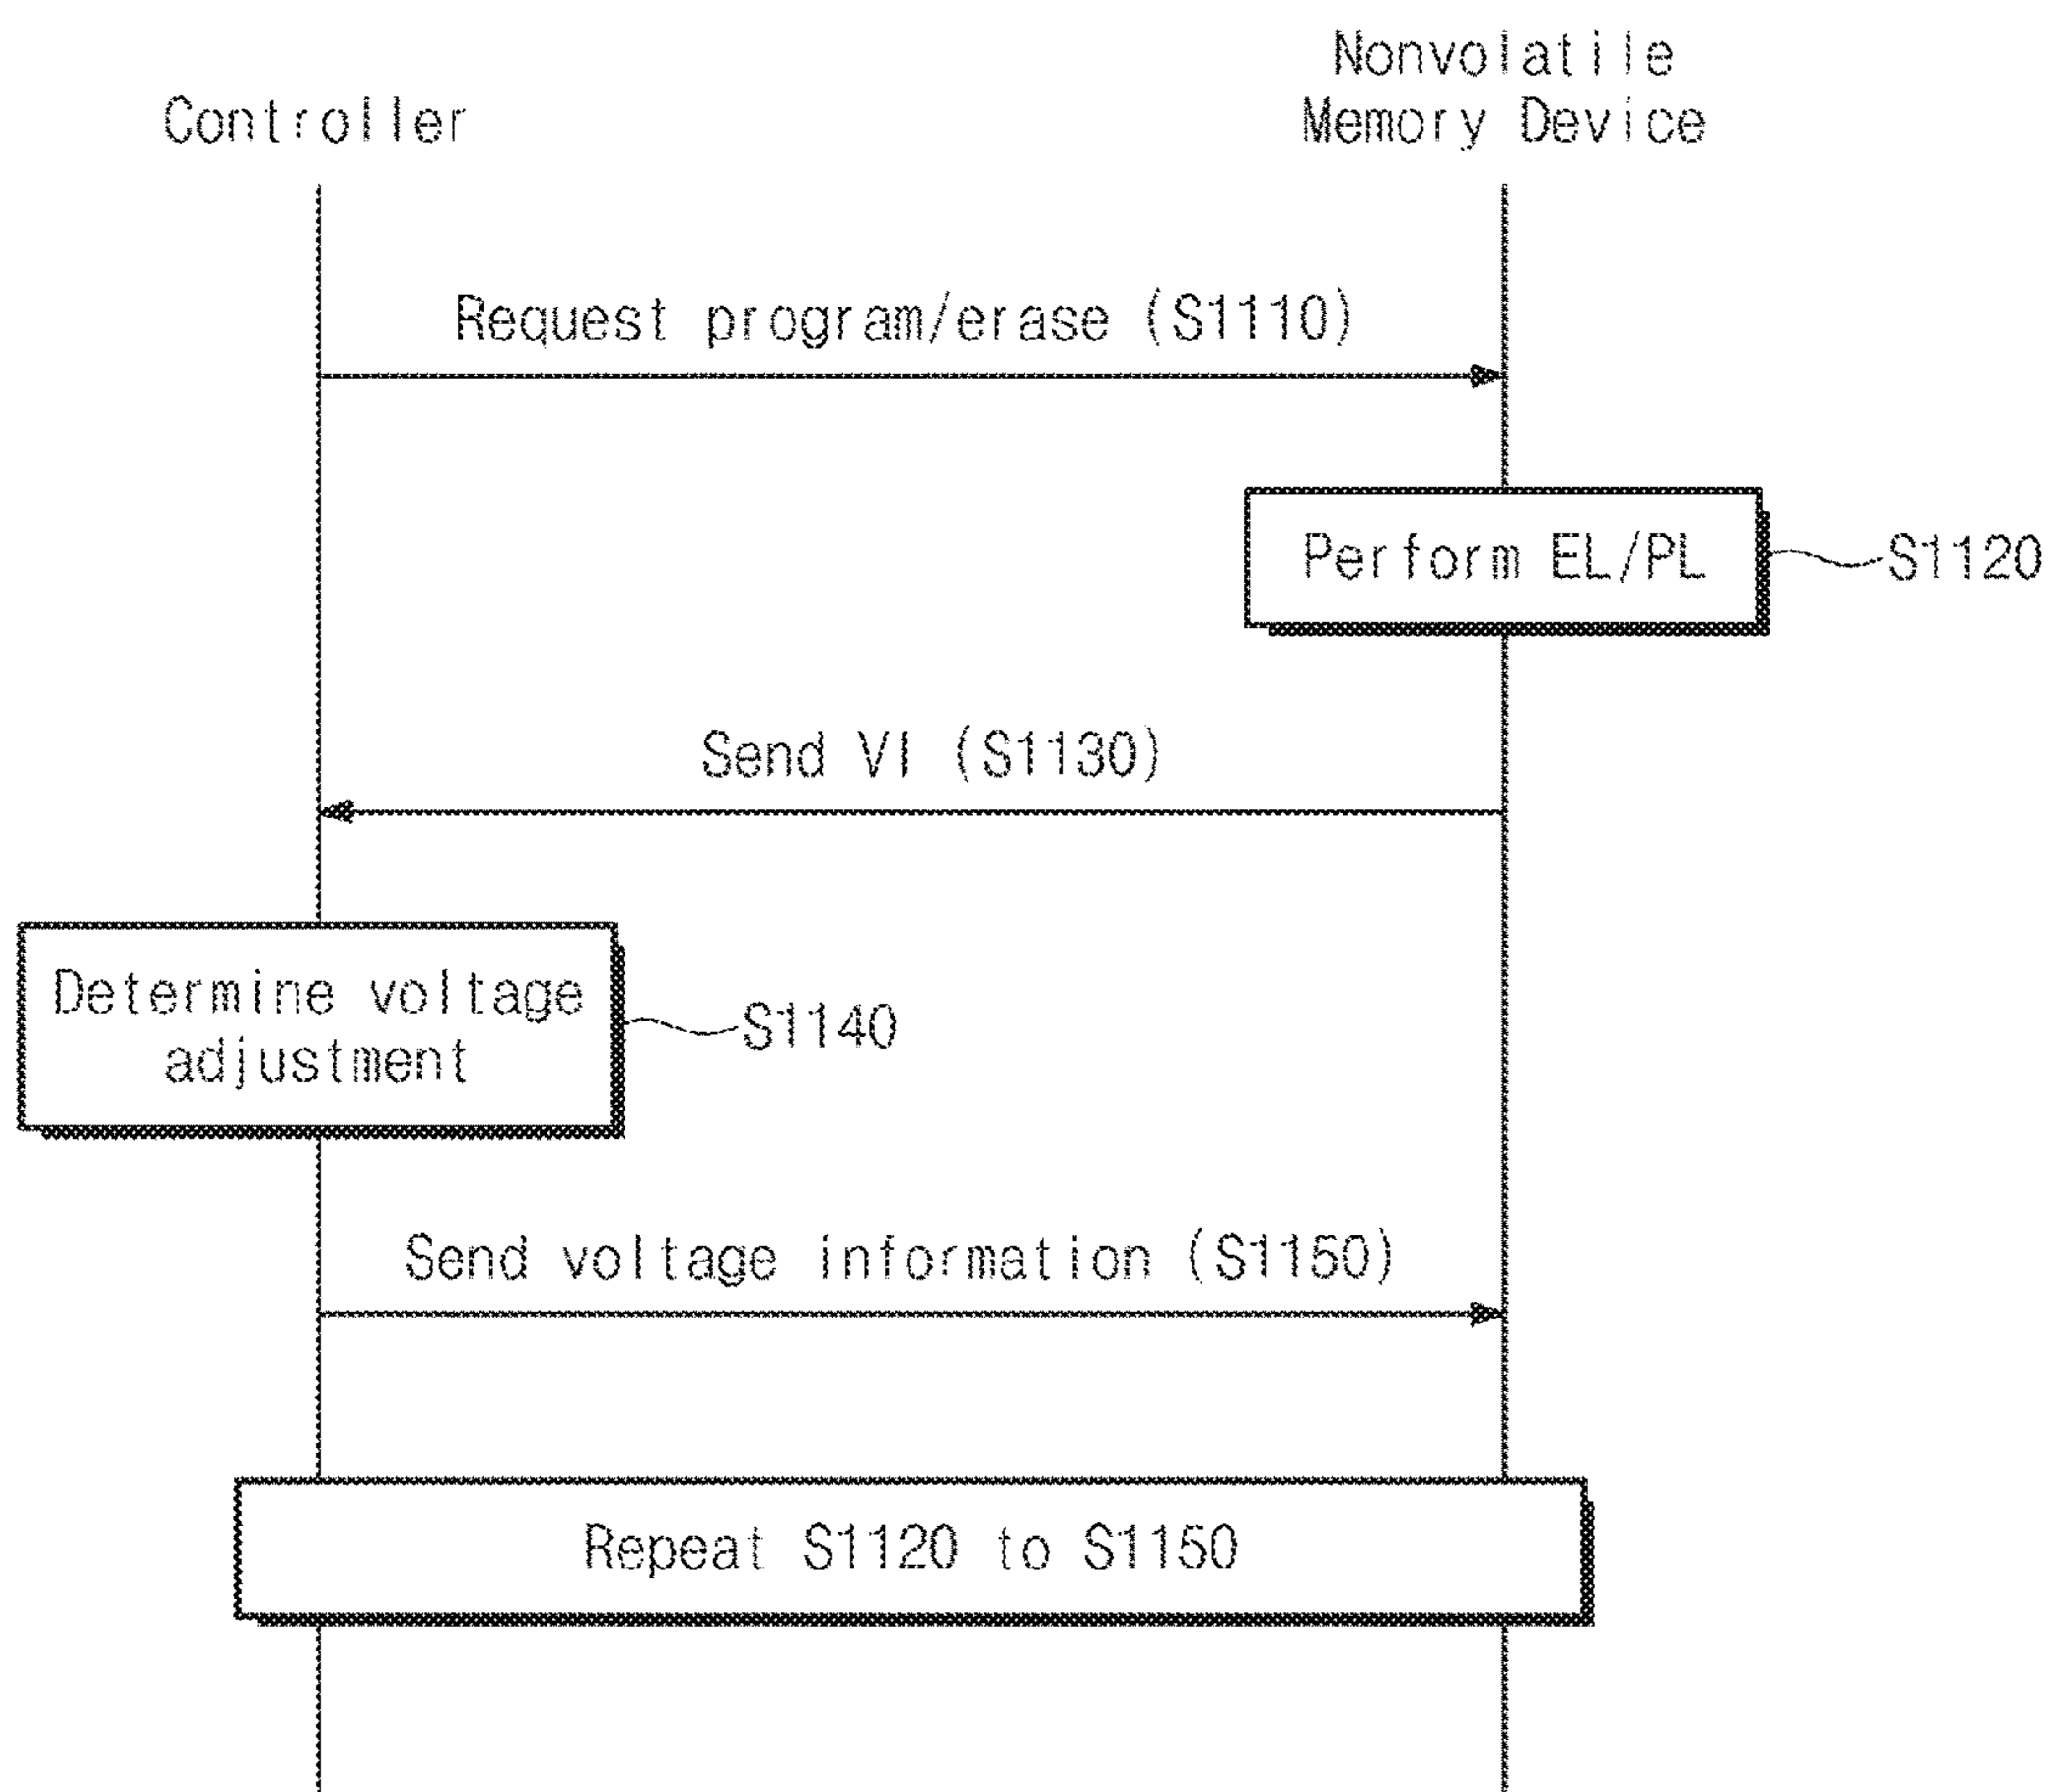 Controller
Nonvolatile
Memory Device
Request program/erase (S1110)
Perform EL/PL
S1120
Send VI (S1130)
Determine voltage
adjustment
S1140
Send voltage information (S1150)
Repeat S1120 to S1150